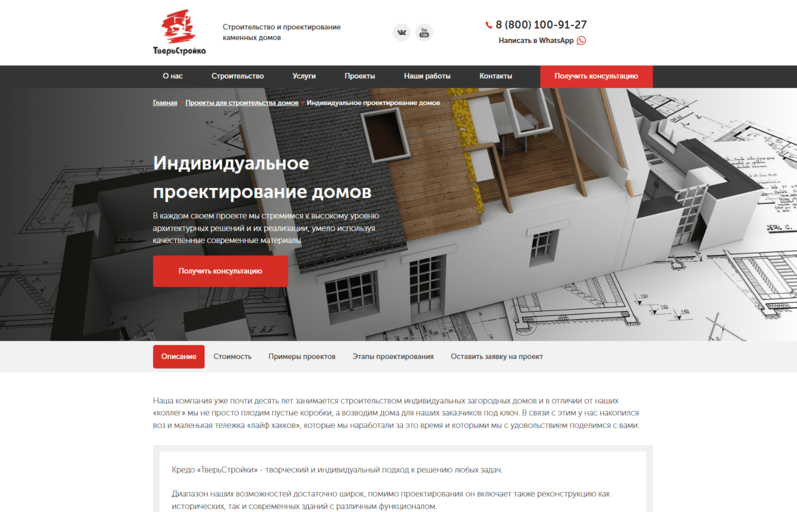 ТверьСтройка
Строительство и проектирование
каменных домов
8 (800) 100-91-27
Написать в WhatsApp
О нас
Строительство
Услуги
Проекты
Наши работы
Контакты
Получить консультацию
Главная
Проекты для строительства домов
Индивидуальное проектирование домов
Индивидуальное
проектирование домов
В каждом своем проекте мы стремимся к высокому уровню
архитектурных решений и их реализации, умело используя
качественные современные материалы
Получить консультацию
Описание
Стоимость
Примеры проектов
Этапы проектирования
Оставить заявку на проект
Наша компания уже почти десять лет занимается строительством индивидуальных загородных домов и в отличии от наших
«коллег» мы не просто плодим пустые коробки, а возводим дома для наших заказчиков под ключ. В связи с этим у нас накопился
воз и маленькая тележка «лайф хакков», которые мы наработали за это время и которыми мы с удовольствием поделимся с вами.
Кредо «ТверьСтройки» - творческий и индивидуальный подход к решению любых задач.
Диапазон наших возможностей достаточно широк, помимо проектирования он включает также реконструкцию как
исторических, так и современных зданий с различным функционалом.